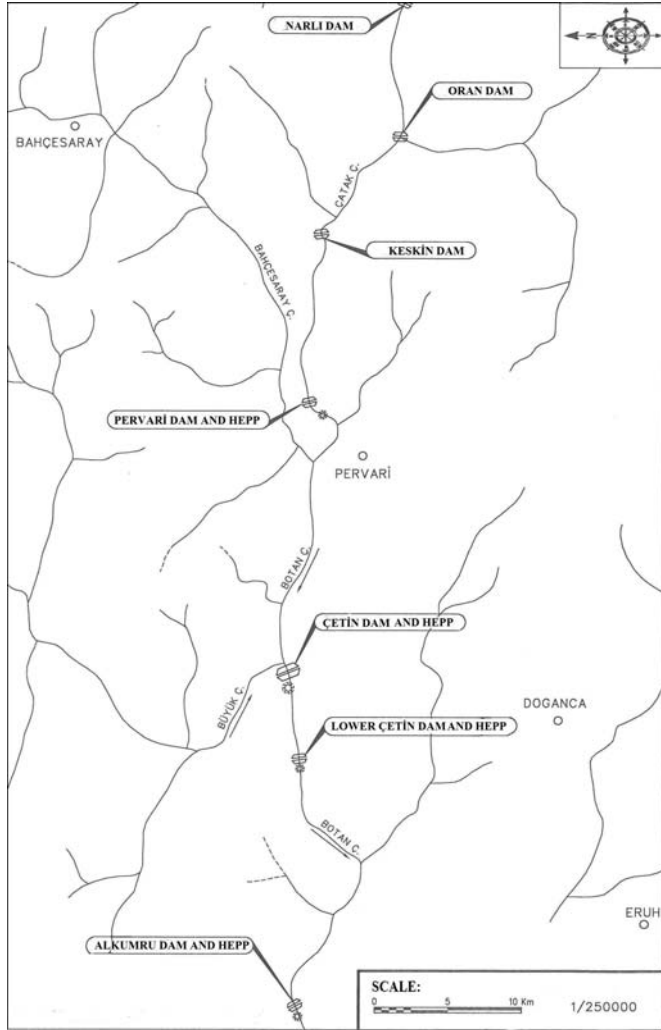 NARLI DAM
N
ORAN DAM
BAHÇESARAY
ÇATAK Ç.
KESKİN DAM
BAHÇESARAY Ç.
PERVARİ DAM AND HEPP
PERVARİ
BOTAN Ç.
ÇETİN DAM AND HEPP
BÜYÜK Ç.
DOGANCA
LOWER ÇETİN DAM AND HEPP
BOTAN Ç.
ERUH
ALKUMRU DAM AND HEPP
SCALE:
0 5 10 Km
1/250000